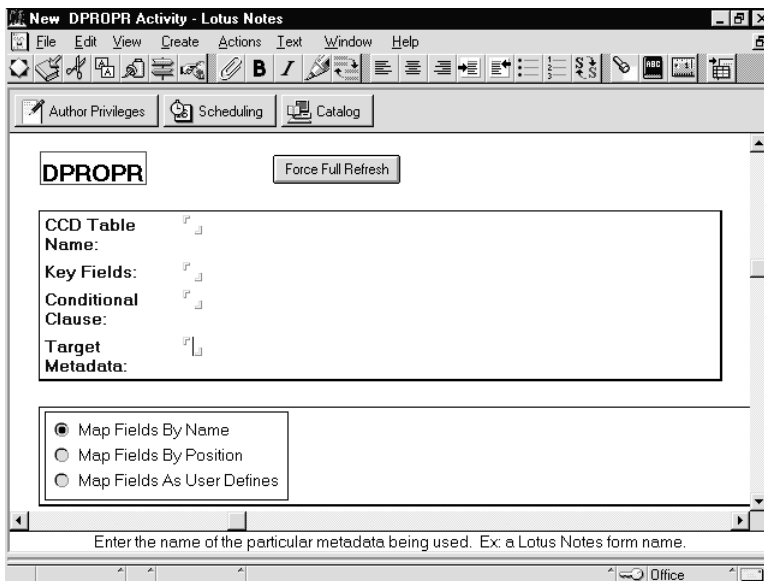 New DPROPR Activity - Lotus Notes
File Edit View Create Actions Text Window Help
Author Privileges Scheduling Catalog
DPROPR Force Full Refresh
CCD Table
Name:
Key Fields:
Conditional
Clause:
Target
Metadata:
Map Fields By Name
Map Fields By Position
Map Fields As User Defines
Enter the name of the particular metadata being used. Ex: a Lotus Notes form name.
Office